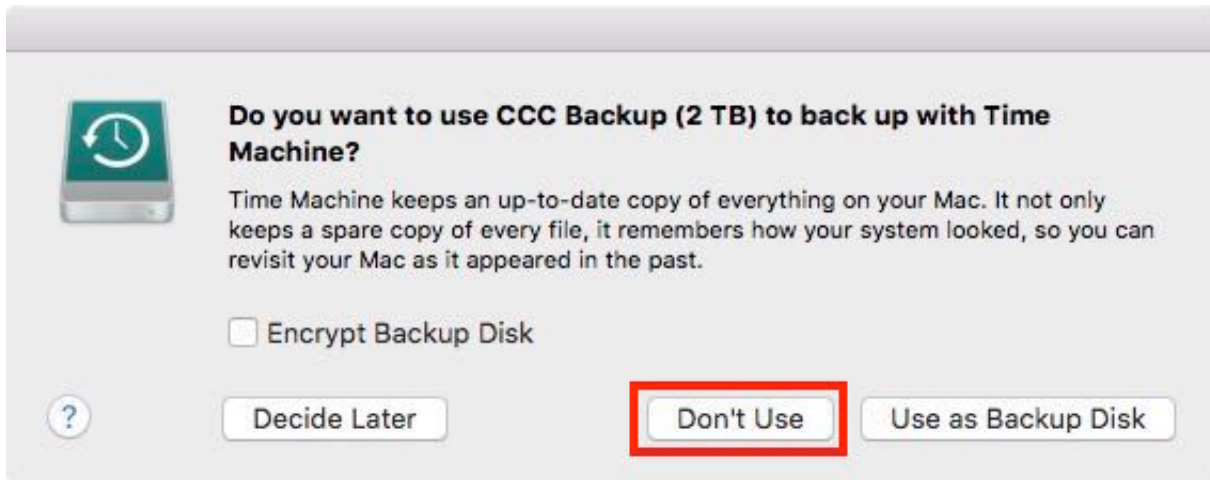 Do you want to use CCC Backup (2 TB) to back up with Time
Machine?
Time Machine keeps an up-to-date copy of everything on your Mac. It not only
keeps a spare copy of every file, it remembers how your system looked, so you can
revisit your Mac as it appeared in the past.
Encrypt Backup Disk
? Decide Later Don't Use Use as Backup Disk